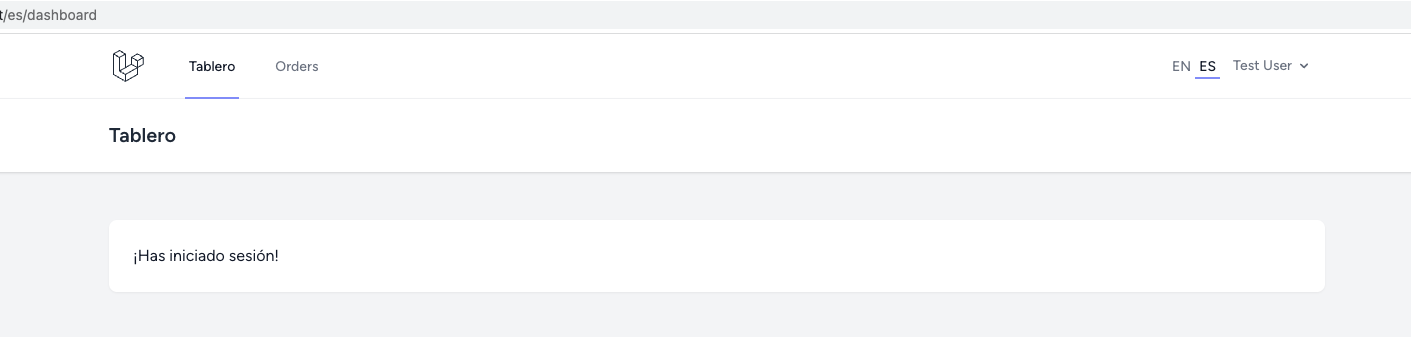 t/es/dashboard
Tablero Orders EN ES Test User
Tablero
¡Has iniciado sesión!